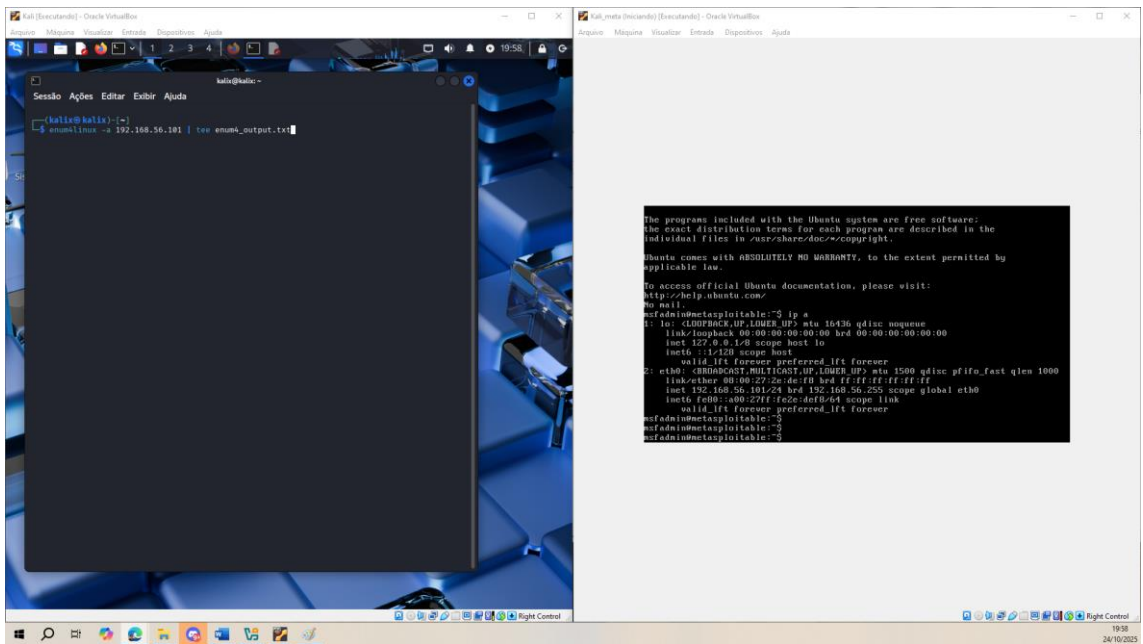 Kali [Executando] - Oracle VirtualBox
Arquivo Máquina Visualizar Entrada Dispositivos Ajuda
1 2 3 4
19:58
kalix@kalix: ~
Sessão Ações Editar Exibir Ajuda
(kalix㉿kalix)-[~]
$ enum4linux -a 192.168.56.101 | tee enum4_output.txt
Right Control
Kali_meta (Iniciando) [Executando] - Oracle VirtualBox
Arquivo Máquina Visualizar Entrada Dispositivos Ajuda
The programs included with the Ubuntu system are free software;
the exact distribution terms for each program are described in the
individual files in /usr/share/doc/*/copyright.
Ubuntu comes with ABSOLUTELY NO WARRANTY, to the extent permitted by
applicable law.
To access official Ubuntu documentation, please visit:
http://help.ubuntu.com/
No mail.
msfadmin@metasploitable:~$ ip a
1: lo: <LOOPBACK,UP,LOWER_UP> mtu 16436 qdisc noqueue
link/loopback 00:00:00:00:00:00 brd 00:00:00:00:00:00
inet 127.0.0.1/8 scope host lo
inet6 ::1/128 scope host
valid_lft forever preferred_lft forever
2: eth0: <BROADCAST,MULTICAST,UP,LOWER_UP> mtu 1500 qdisc pfifo_fast qlen 1000
link/ether 08:00:27:2e:de:f8 brd ff:ff:ff:ff:ff:ff
inet 192.168.56.101/24 brd 192.168.56.255 scope global eth0
inet6 fe80::a00:27ff:fe2e:def8/64 scope link
valid_lft forever preferred_lft forever
msfadmin@metasploitable:~$
msfadmin@metasploitable:~$
msfadmin@metasploitable:~$
Right Control
19:58
24/10/2025